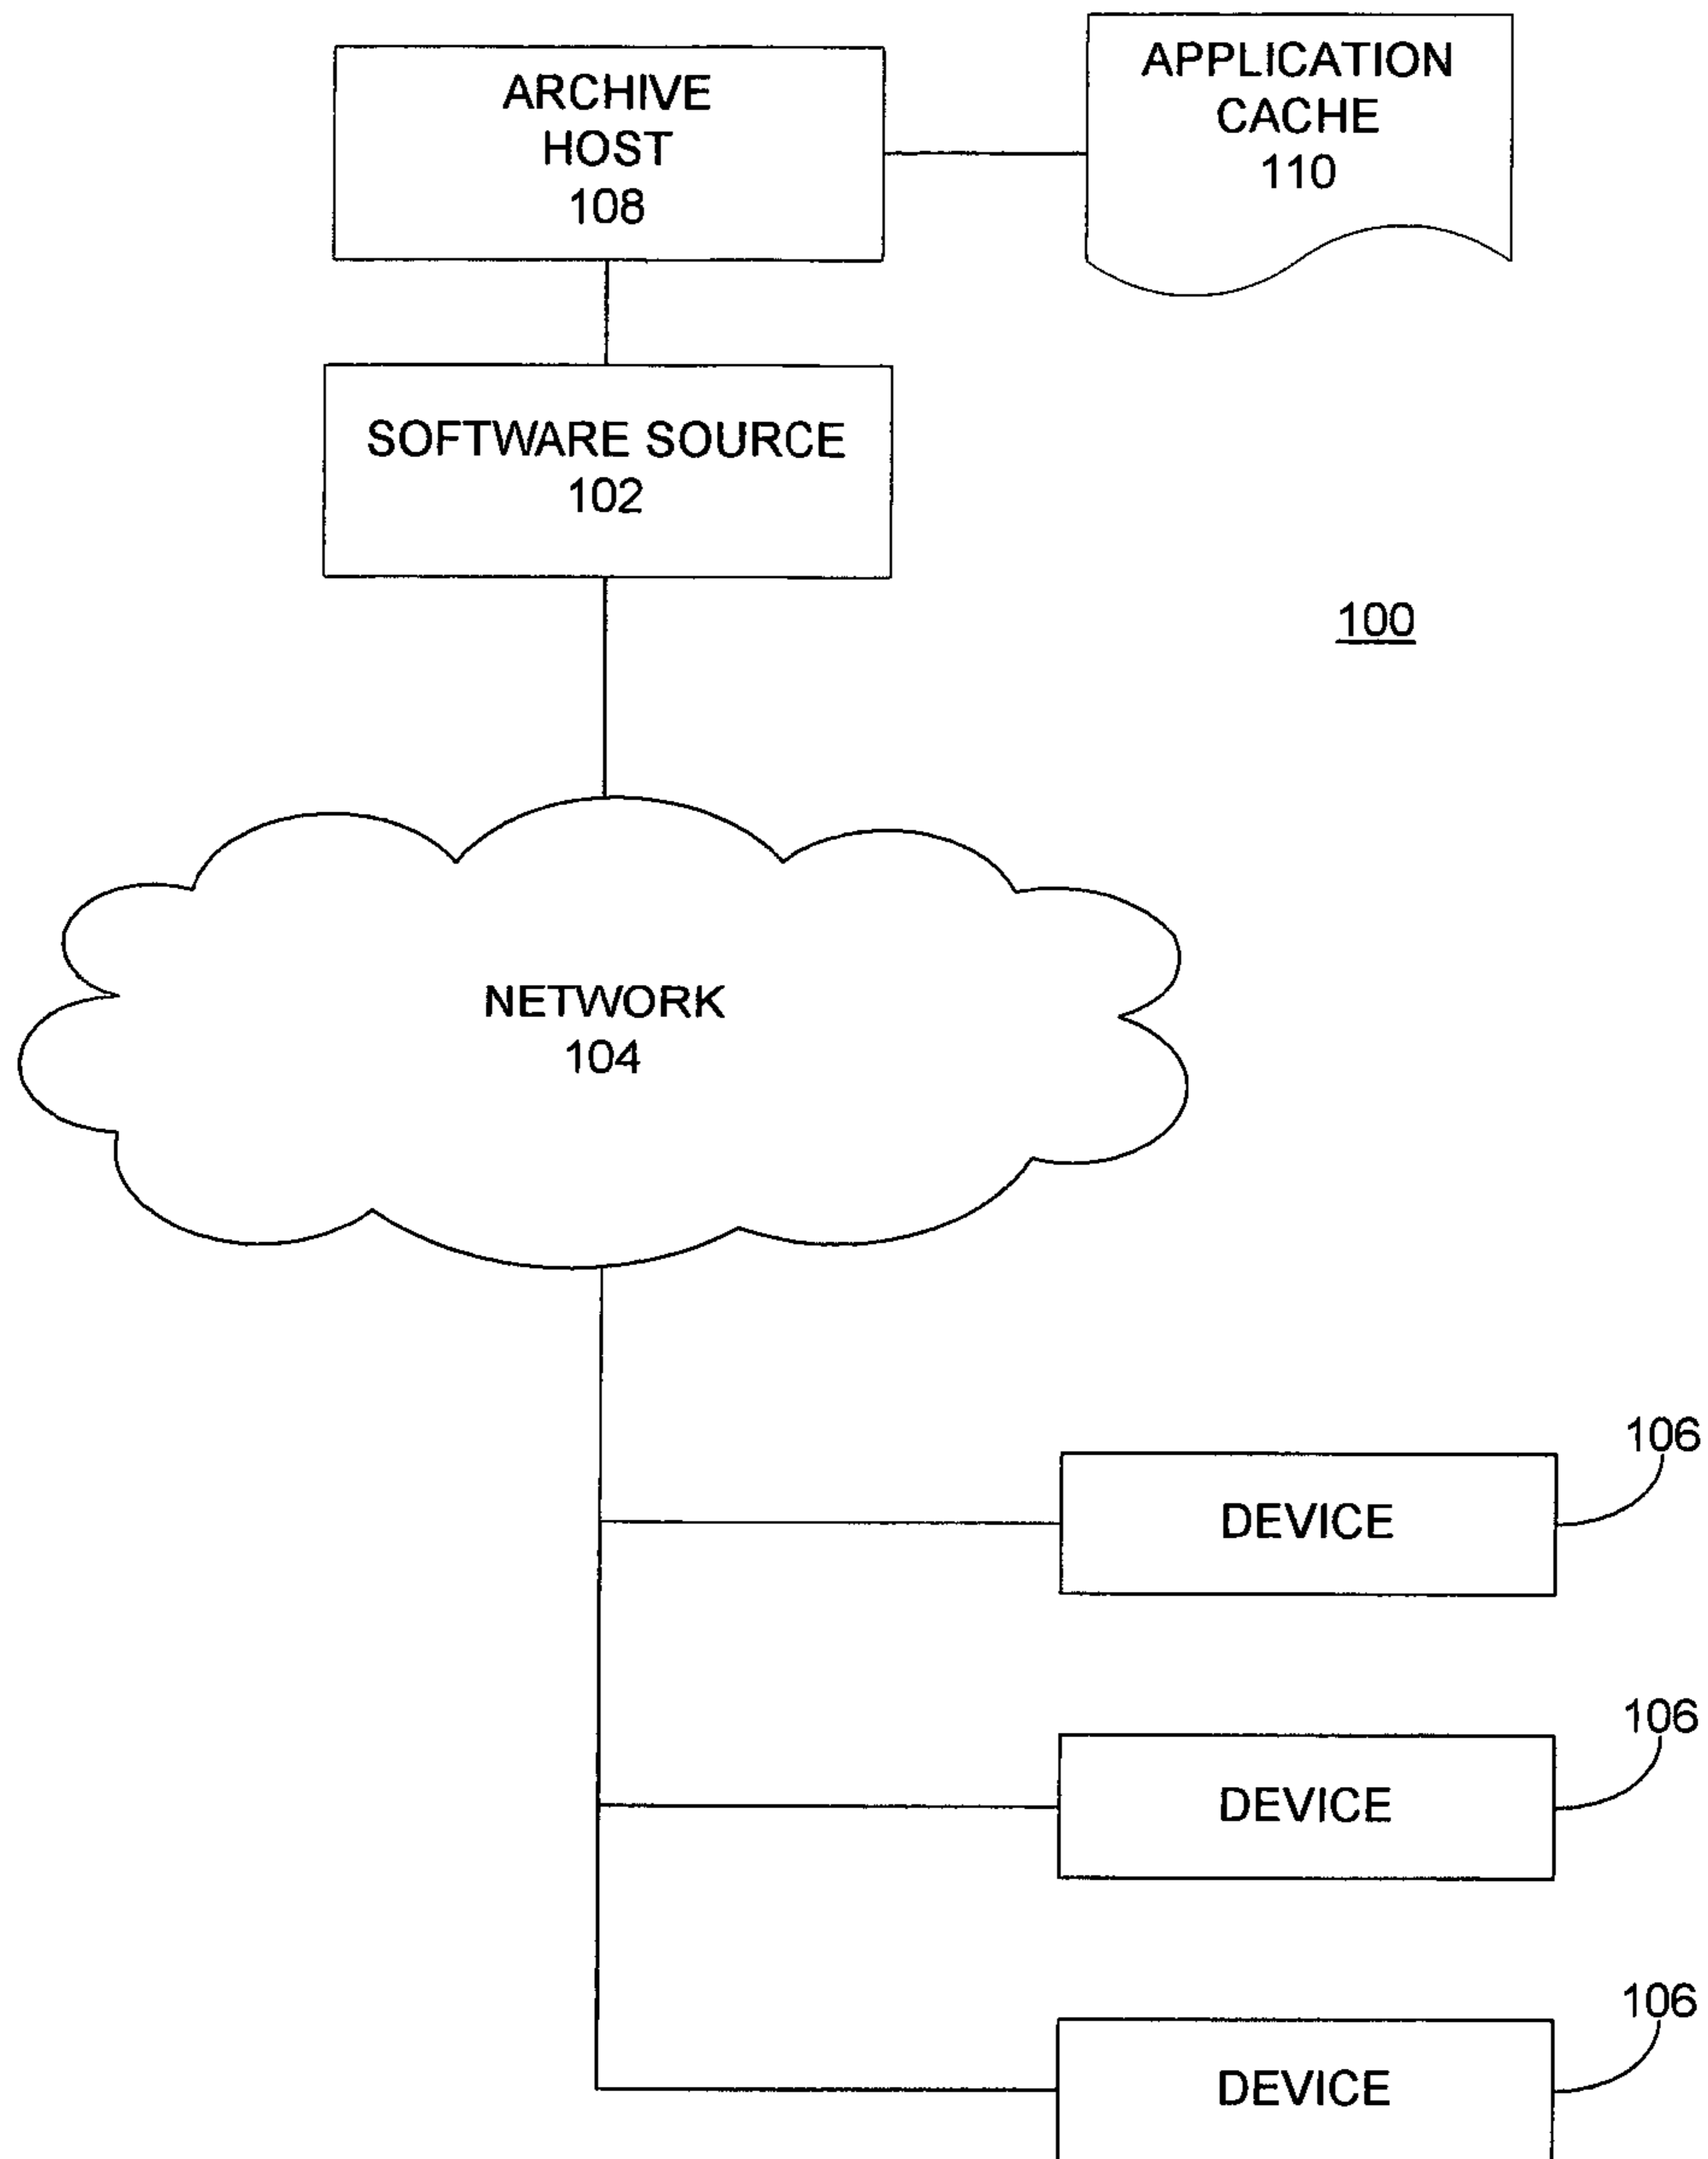 ARCHIVE
HOST
108
APPLICATION
CACHE
110
SOFTWARE SOURCE
102
100
NETWORK
104
106
DEVICE
106
DEVICE
106
DEVICE